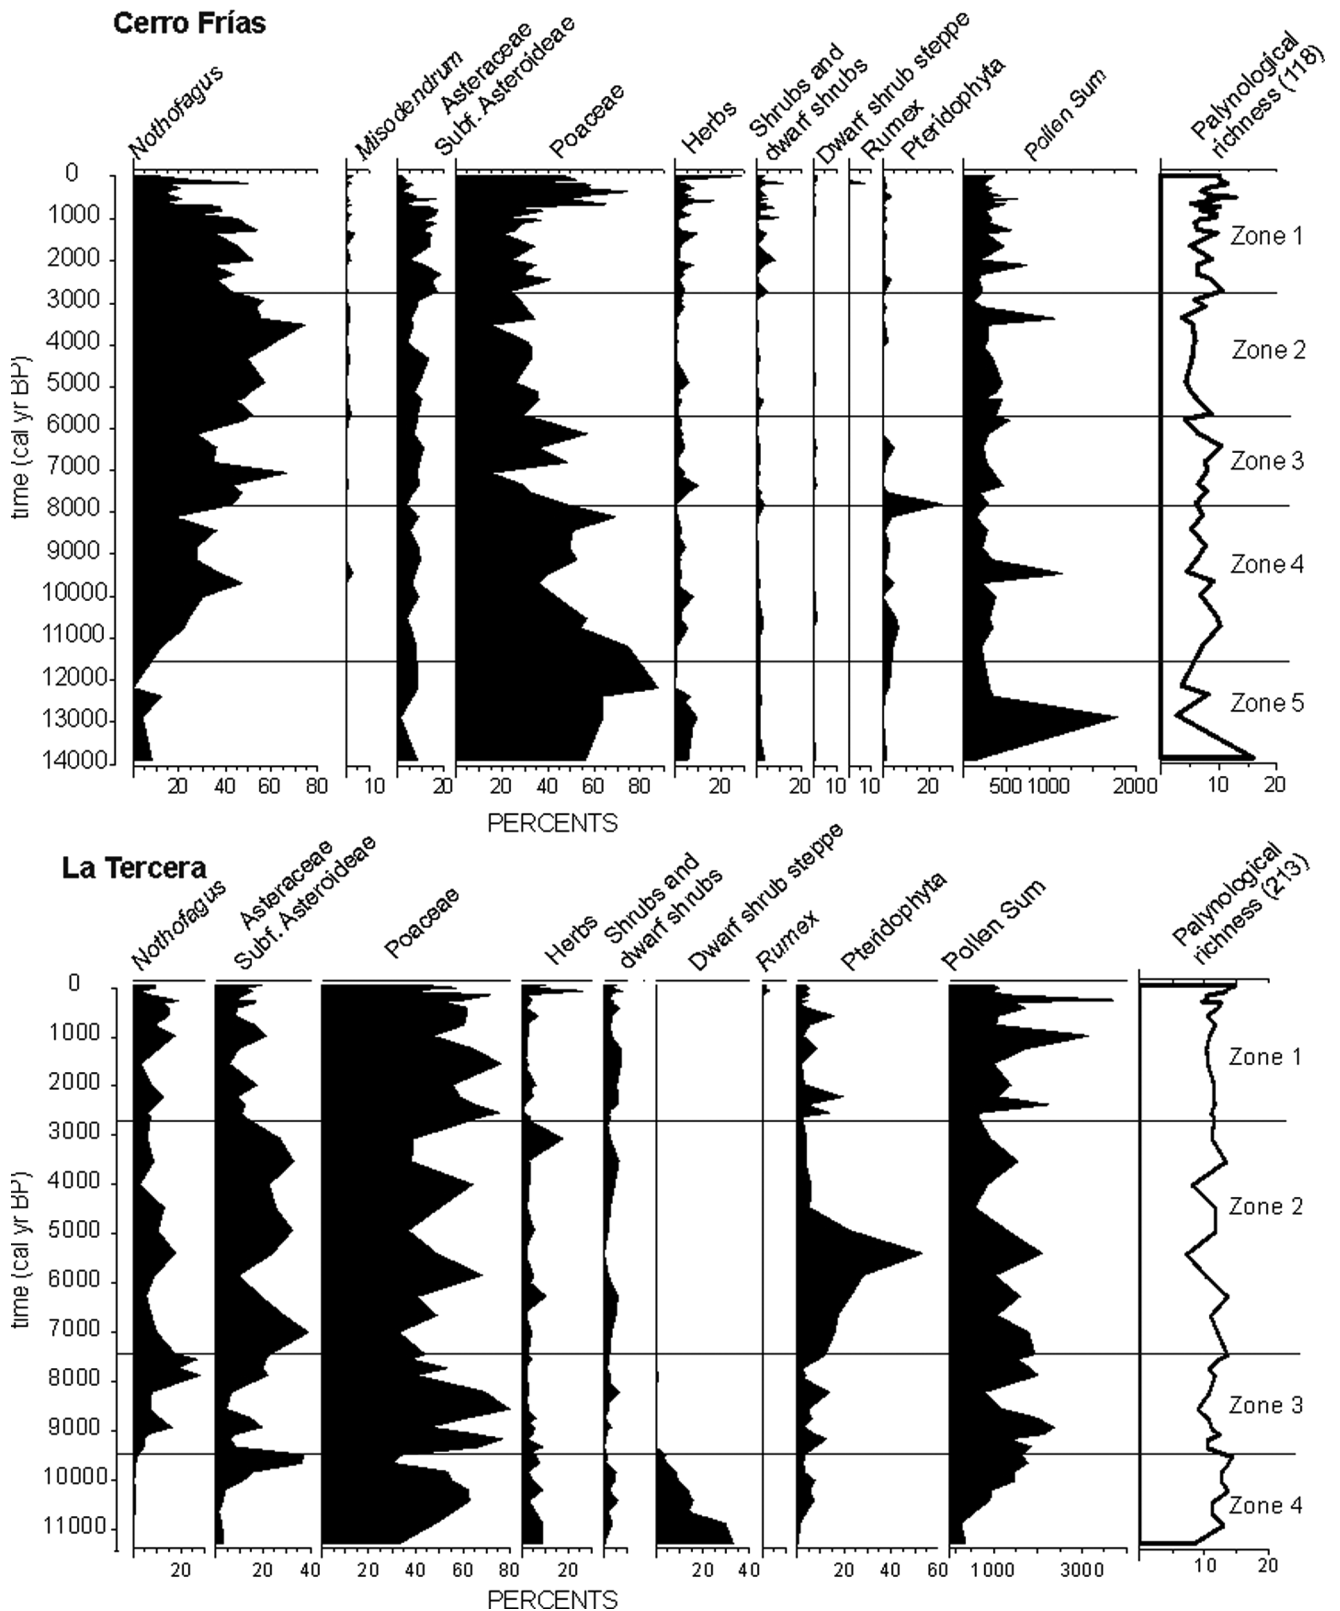 Cerro Frías
Nothofagus
Misodendrum
Asteraceae
Subf. Asteroideae
Poaceae
Herbs
Shrubs and
dwarf shrubs
Dwarf shrub steppe
Rumex
Pteridophyta
Pollen Sum
Palynological
richness (118)
time (cal yr BP)
0
1000
2000
3000
4000
5000
6000
7000
8000
9000
10000
11000
12000
13000
14000
Zone 1
Zone 2
Zone 3
Zone 4
Zone 5
20 40 60 80 10 20 20 40 60 80 20 20 10 10 20 500 1000 2000 10 20
PERCENTS
La Tercera
Nothofagus
Asteraceae
Subf. Asteroideae
Poaceae
Herbs
Shrubs and
dwarf shrubs
Dwarf shrub steppe
Rumex
Pteridophyta
Pollen Sum
Palynological
richness (213)
time (cal yr BP)
0
1000
2000
3000
4000
5000
6000
7000
8000
9000
10000
11000
Zone 1
Zone 2
Zone 3
Zone 4
20 20 40 20 40 60 80 20 20 40 20 40 60 1000 3000 10 20
PERCENTS